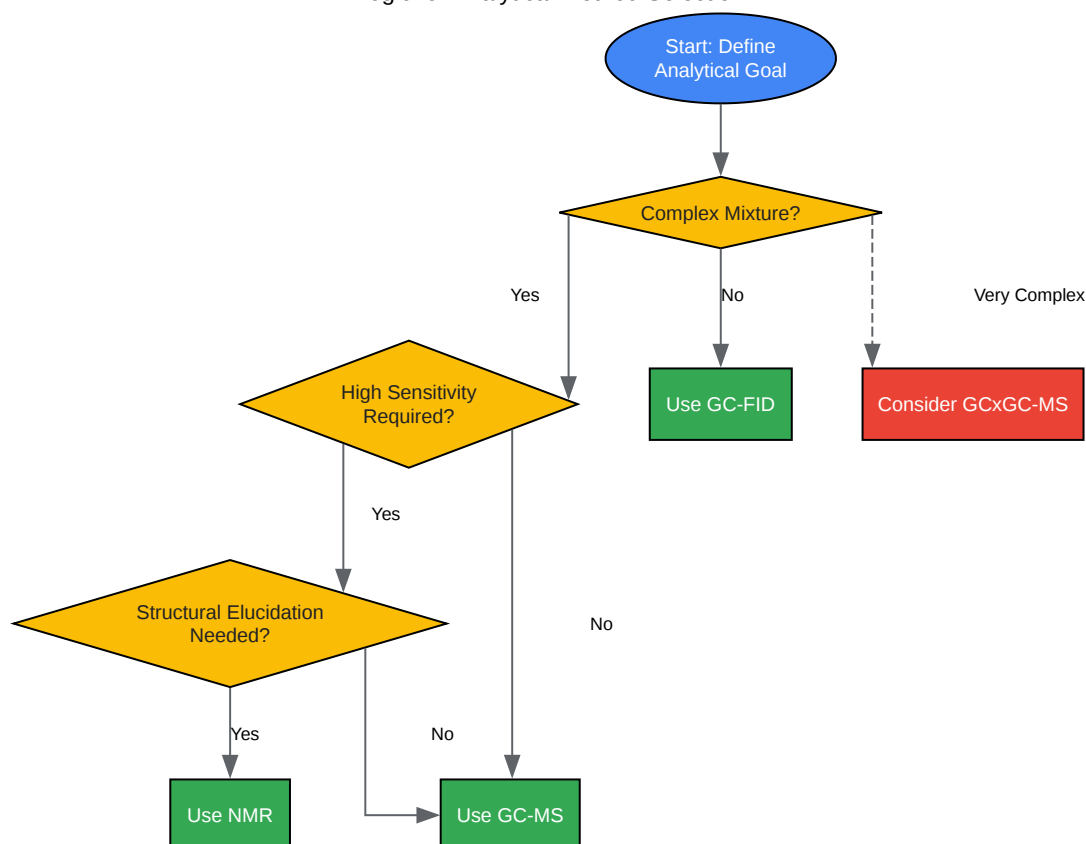 Start: Define
Analytical Goal
Complex Mixture?
Yes
No
Very Complex
High Sensitivity
Required?
Use GC-FID
Consider GCxGC-MS
Yes
Structural Elucidation
Needed?
No
Yes
No
Use NMR
Use GC-MS